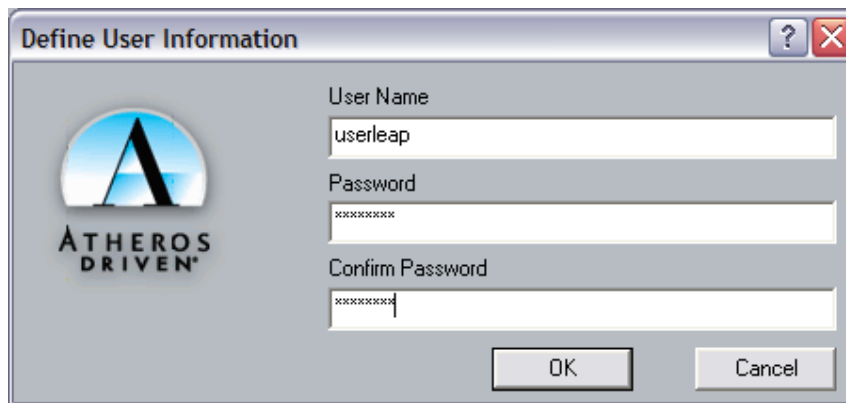 Define User Information
?
User Name
userleap
Password
********
Confirm Password
********
A
ATHEROS
DRIVEN®
OK
Cancel